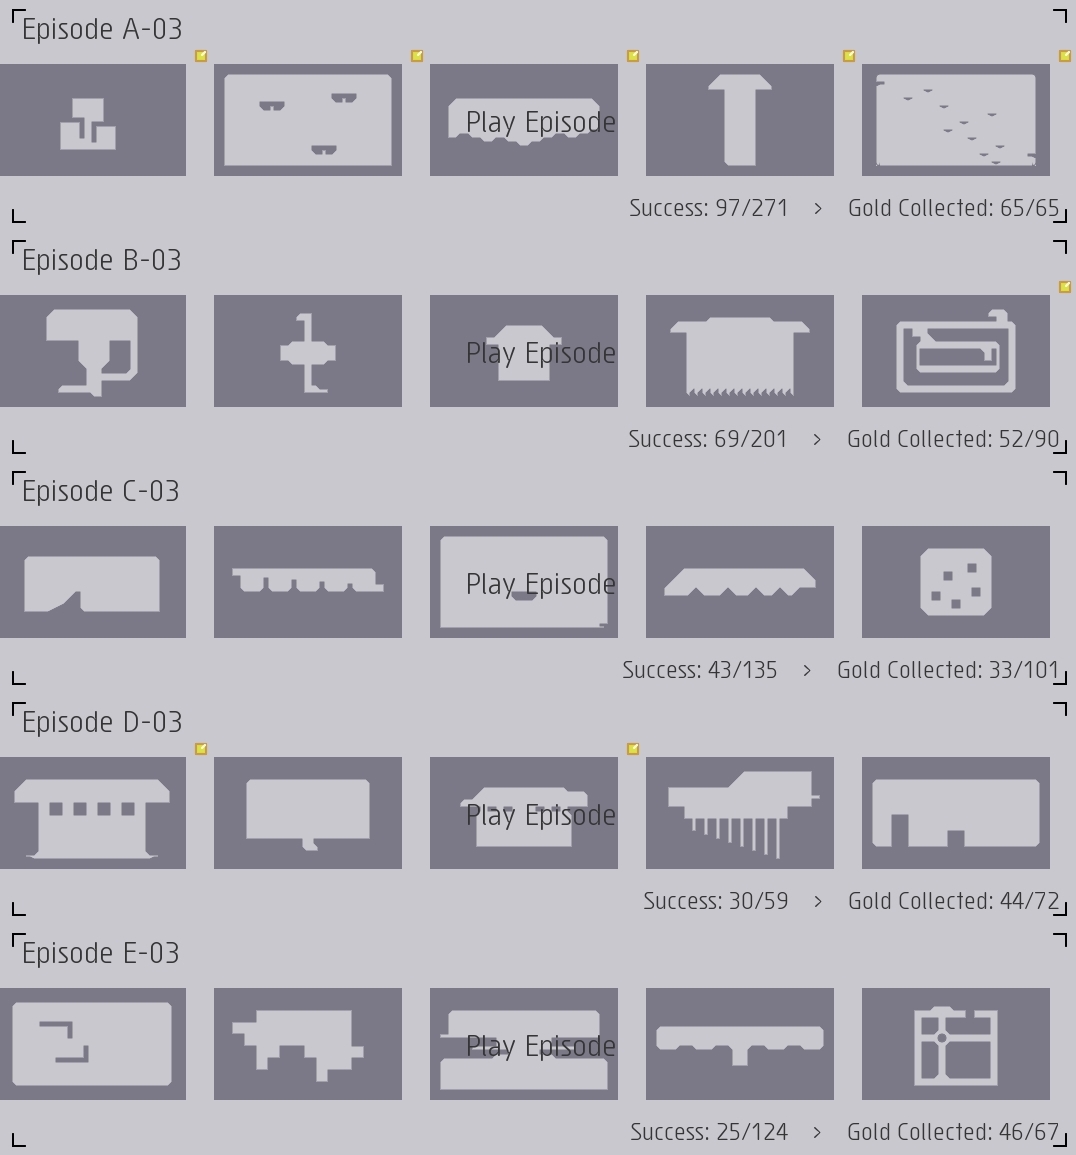 Episode A-03
Play Episode
Success: 97/271 > Gold Collected: 65/65
Episode B-03
Play Episode
Success: 69/201 > Gold Collected: 52/90
Episode C-03
Play Episode
Success: 43/135 > Gold Collected: 33/101
Episode D-03
Play Episode
Success: 30/59 > Gold Collected: 44/72
Episode E-03
Play Episode
Success: 25/124 > Gold Collected: 46/67